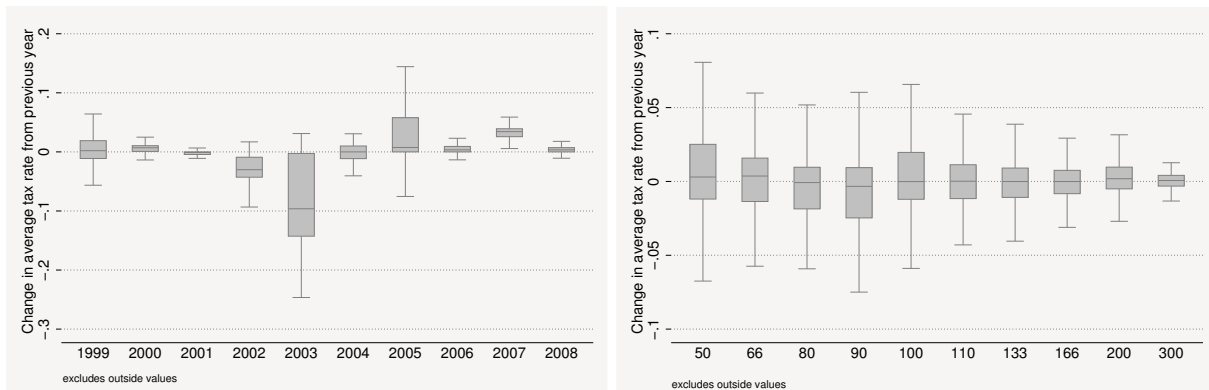 Change in average tax rate from previous year
.2
.1
0
-.1
-.2
-.3
1999 2000 2001 2002 2003 2004 2005 2006 2007 2008
excludes outside values
Change in average tax rate from previous year
.1
.05
0
-.05
-.1
50 66 80 90 100 110 133 166 200 300
excludes outside values